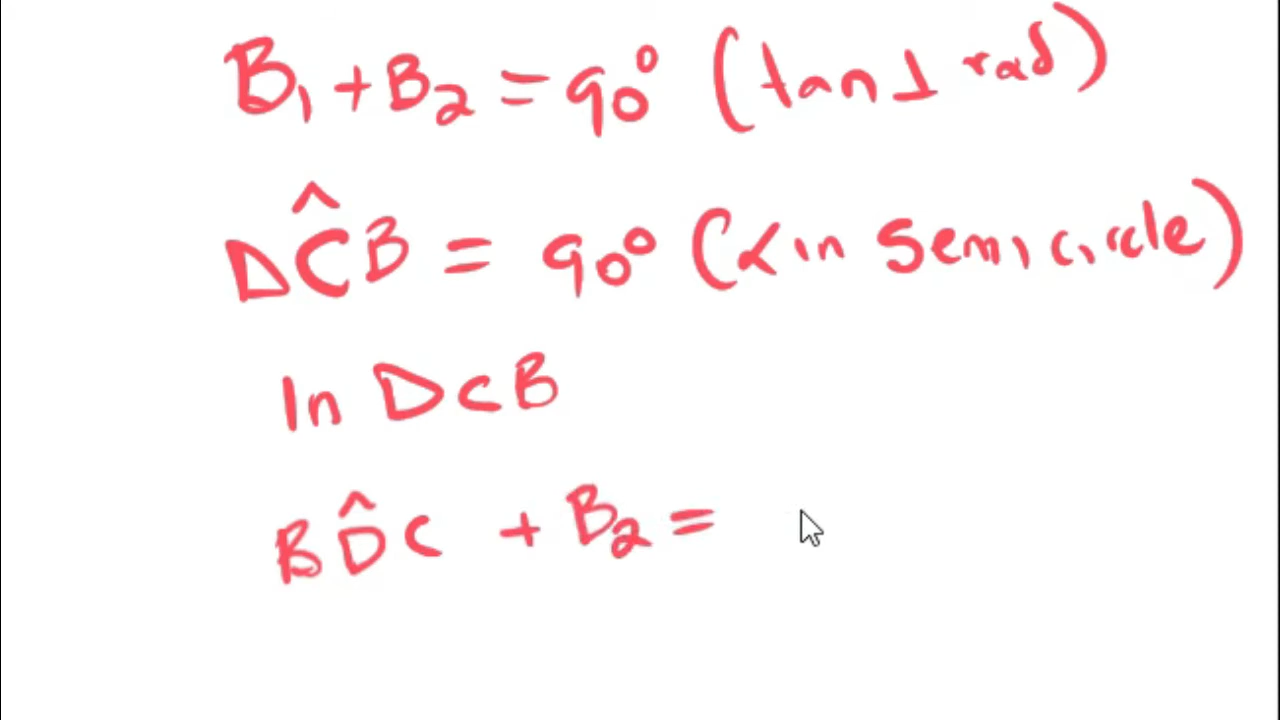 B₁ + B₂ = 90° (tan ⊥ rad)
DĈB = 90° (∠ in semicircle)
In DCB
BD̂C + B₂ =